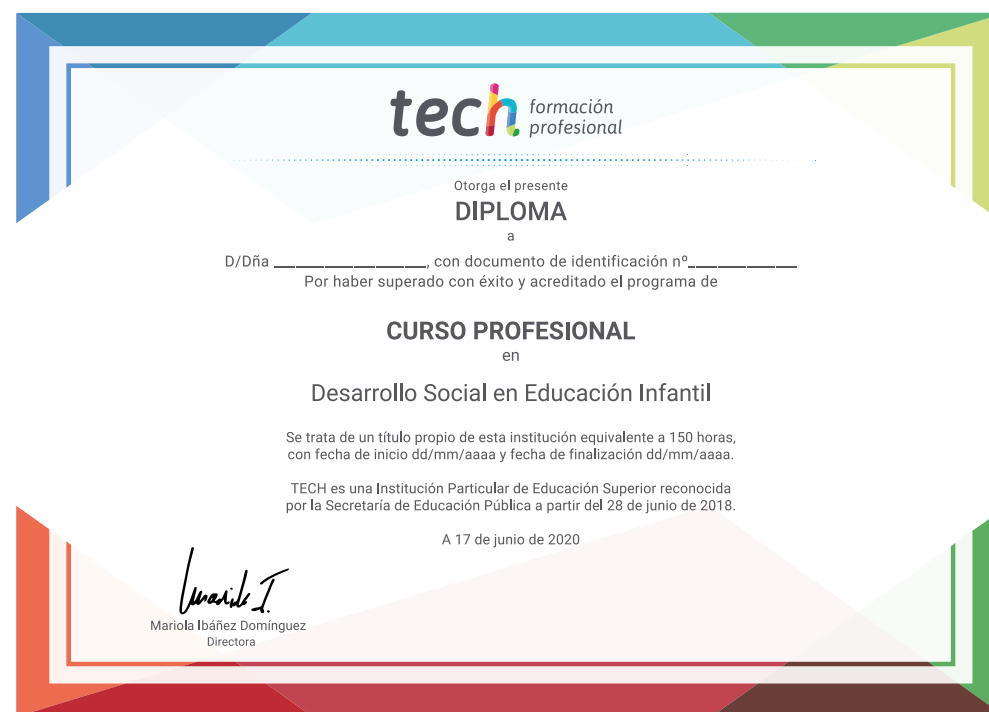 tech formación
profesional
Otorga el presente
DIPLOMA
a
D/Dña ____________________, con documento de identificación nº______________
Por haber superado con éxito y acreditado el programa de
CURSO PROFESIONAL
en
Desarrollo Social en Educación Infantil
Se trata de un título propio de esta institución equivalente a 150 horas,
con fecha de inicio dd/mm/aaaa y fecha de finalización dd/mm/aaaa.
TECH es una Institución Particular de Educación Superior reconocida
por la Secretaría de Educación Pública a partir del 28 de junio de 2018.
A 17 de junio de 2020
Mariola I.
Mariola Ibáñez Domínguez
Directora